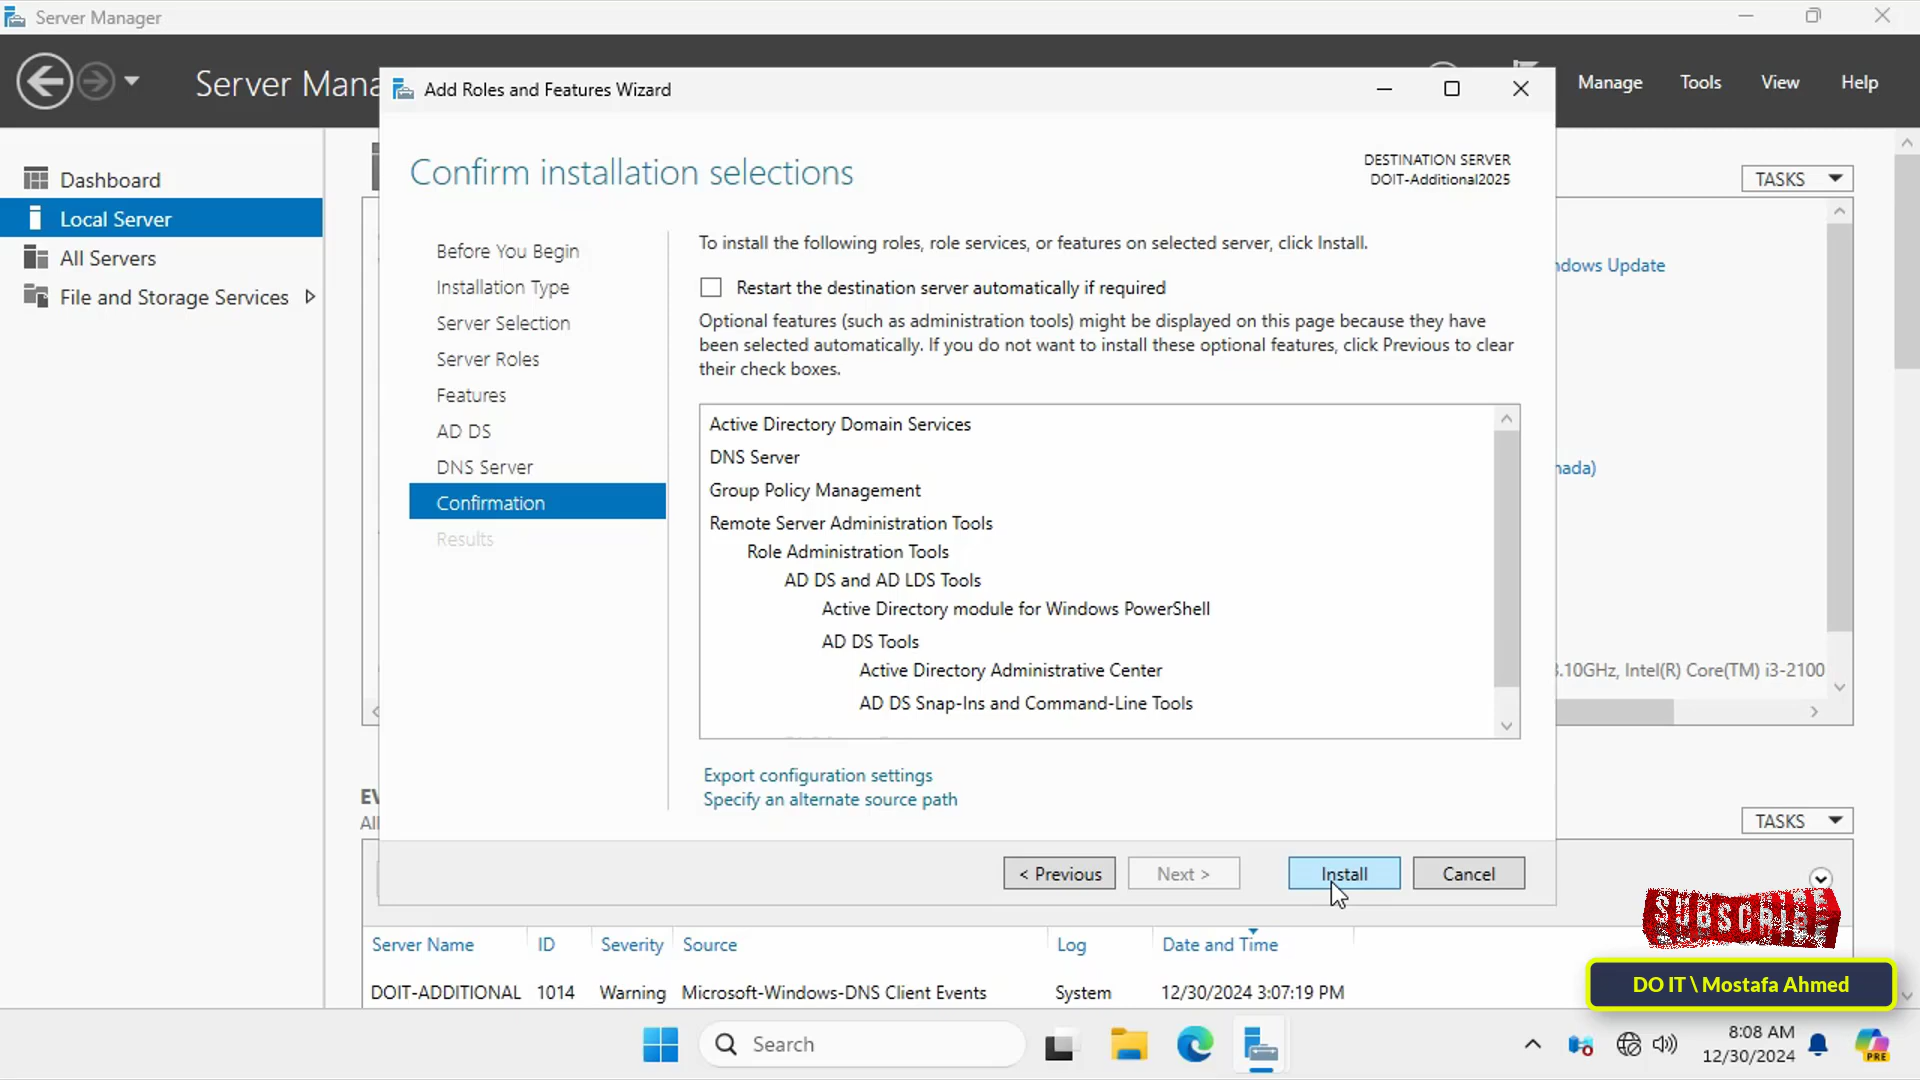 Server Manager
Server Mana
Manage
Tools
View
Help
Dashboard
Local Server
All Servers
File and Storage Services
TASKS
ndows Update
nada)
3.10GHz, Intel(R) Core(TM) i3-2100
Add Roles and Features Wizard
Confirm installation selections
DESTINATION SERVER
DOIT-Additional2025
Before You Begin
Installation Type
Server Selection
Server Roles
Features
AD DS
DNS Server
Confirmation
Results
To install the following roles, role services, or features on selected server, click Install.
Restart the destination server automatically if required
Optional features (such as administration tools) might be displayed on this page because they have
been selected automatically. If you do not want to install these optional features, click Previous to clear
their check boxes.
Active Directory Domain Services
DNS Server
Group Policy Management
Remote Server Administration Tools
Role Administration Tools
AD DS and AD LDS Tools
Active Directory module for Windows PowerShell
AD DS Tools
Active Directory Administrative Center
AD DS Snap-Ins and Command-Line Tools
Export configuration settings
Specify an alternate source path
< Previous
Next >
Install
Cancel
EV
All
TASKS
Server Name ID Severity Source Log Date and Time
DOIT-ADDITIONAL 1014 Warning Microsoft-Windows-DNS Client Events System 12/30/2024 3:07:19 PM
SUBSCRIBE
DO IT \ Mostafa Ahmed
Search
8:08 AM
12/30/2024
PRE